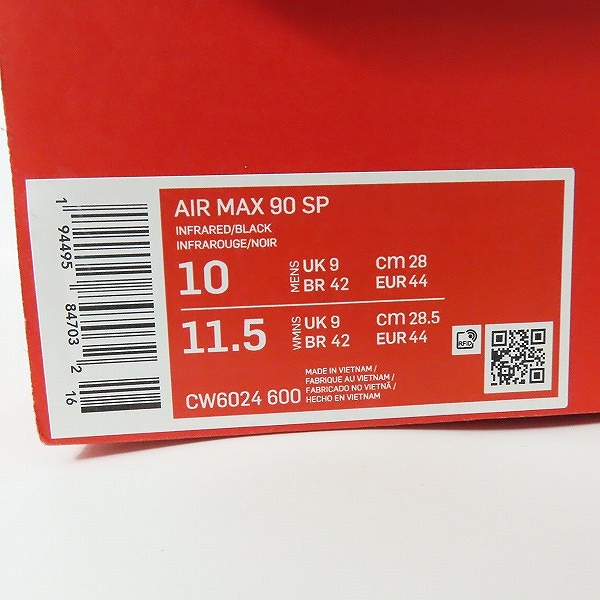 AIR MAX 90 SP
INFRARED/BLACK
INFRAROUGE/NOIR
10 MENS UK 9 CM 28
BR 42 EUR 44
11.5 WMNS UK 9 CM 28.5
BR 42 EUR 44
CW6024 600
MADE IN VIETNAM /
FABRIQUE AU VIETNAM /
FABRICADO NO VIETNÃ /
HECHO EN VIETNAM
RFID
1 94495 84703 2 16